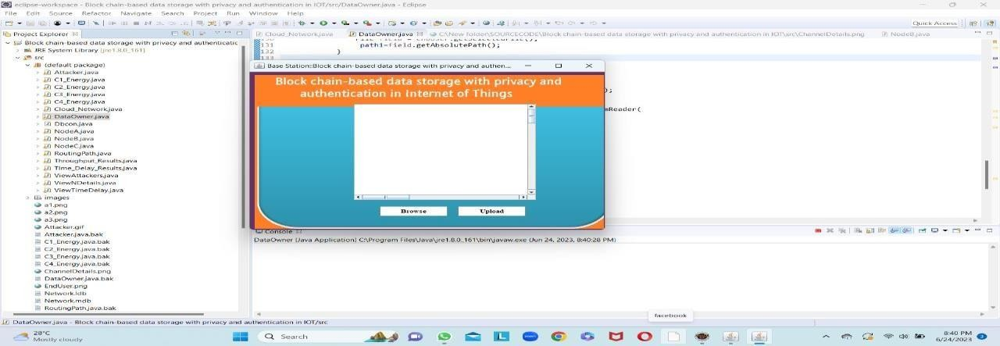 eclipse-workspace - Block chain-based data storage with privacy and authentication in IOT/src/DataOwner.java - Eclipse
File Edit Source Refactor Navigate Search Project Run Window Help
Quick Access
Project Explorer
Block chain-based data storage with privacy and authenticatio
JRE System Library [jre1.8.0_161]
src
(default package)
Attacker.java
C1_Energy.java
C2_Energy.java
C3_Energy.java
C4_Energy.java
Cloud_Network.java
DataOwner.java
Dbcon.java
NodeA.java
NodeB.java
NodeC.java
RoutingPath.java
Throughput_Results.java
Time_Delay_Results.java
ViewAttackers.java
ViewNDetails.java
ViewTimeDelay.java
images
a1.png
a2.png
a3.png
Attacker.gif
Attacker.java.bak
C1_Energy.java.bak
C2_Energy.java.bak
C3_Energy.java.bak
C4_Energy.java.bak
ChannelDetails.png
DataOwner.java.bak
EndUser.png
Network.ldb
Network.mdb
RoutingPath.java.bak
Cloud_Network.java
DataOwner.java
C:\New folder\SOURCECODE\Block chain-based data storage with privacy and authentication in IOT\src\ChannelDetails.png
NodeB.java
131 path1=field.getAbsolutePath();
132 }
133
);
mReader(
Base Station::Block chain-based data storage with privacy and authen...
Block chain-based data storage with privacy and
authentication in Internet of Things
Browse
Upload
Console
DataOwner [Java Application] C:\Program Files\Java\jre1.8.0_161\bin\javaw.exe (Jun 24, 2023, 8:40:28 PM)
DataOwner.java - Block chain-based data storage with privacy and authentication in IOT/src
facebook
28°C
Mostly cloudy
Search
zoom
8:40 PM
6/24/2023
3